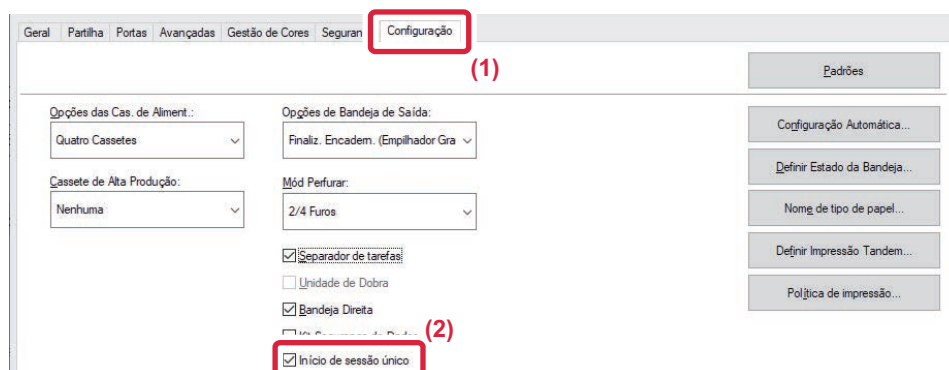 Geral Partilha Portas Avançadas Gestão de Cores Seguran Configuração
(1)
Padrões
Opções das Cas. de Aliment.:
Quatro Cassetes
Opções de Bandeja de Saída:
Finaliz. Encadern. (Empilhador Gra
Configuração Automática...
Definir Estado da Bandeja...
Cassete de Alta Produção:
Nenhuma
Mód Perfurar:
2/4 Furos
Nome de tipo de papel...
Definir Impressão Tandem...
Política de impressão...
Separador de tarefas
Unidade de Dobra
Bandeja Direita
(2)
Início de sessão único